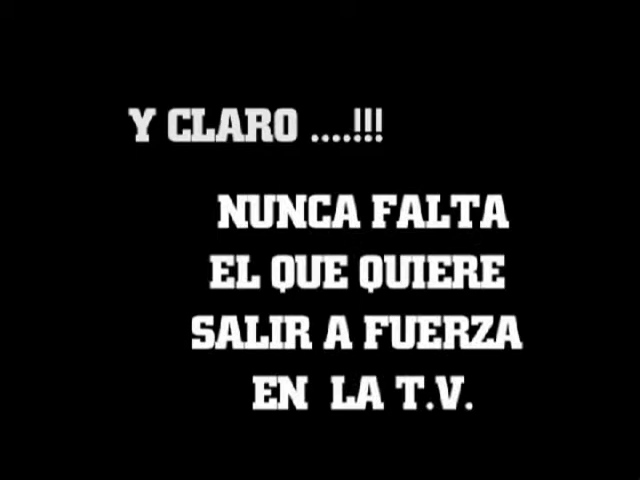 Y CLARO ....!!!
NUNCA FALTA
EL QUE QUIERE
SALIR A FUERZA
EN LA T.V.